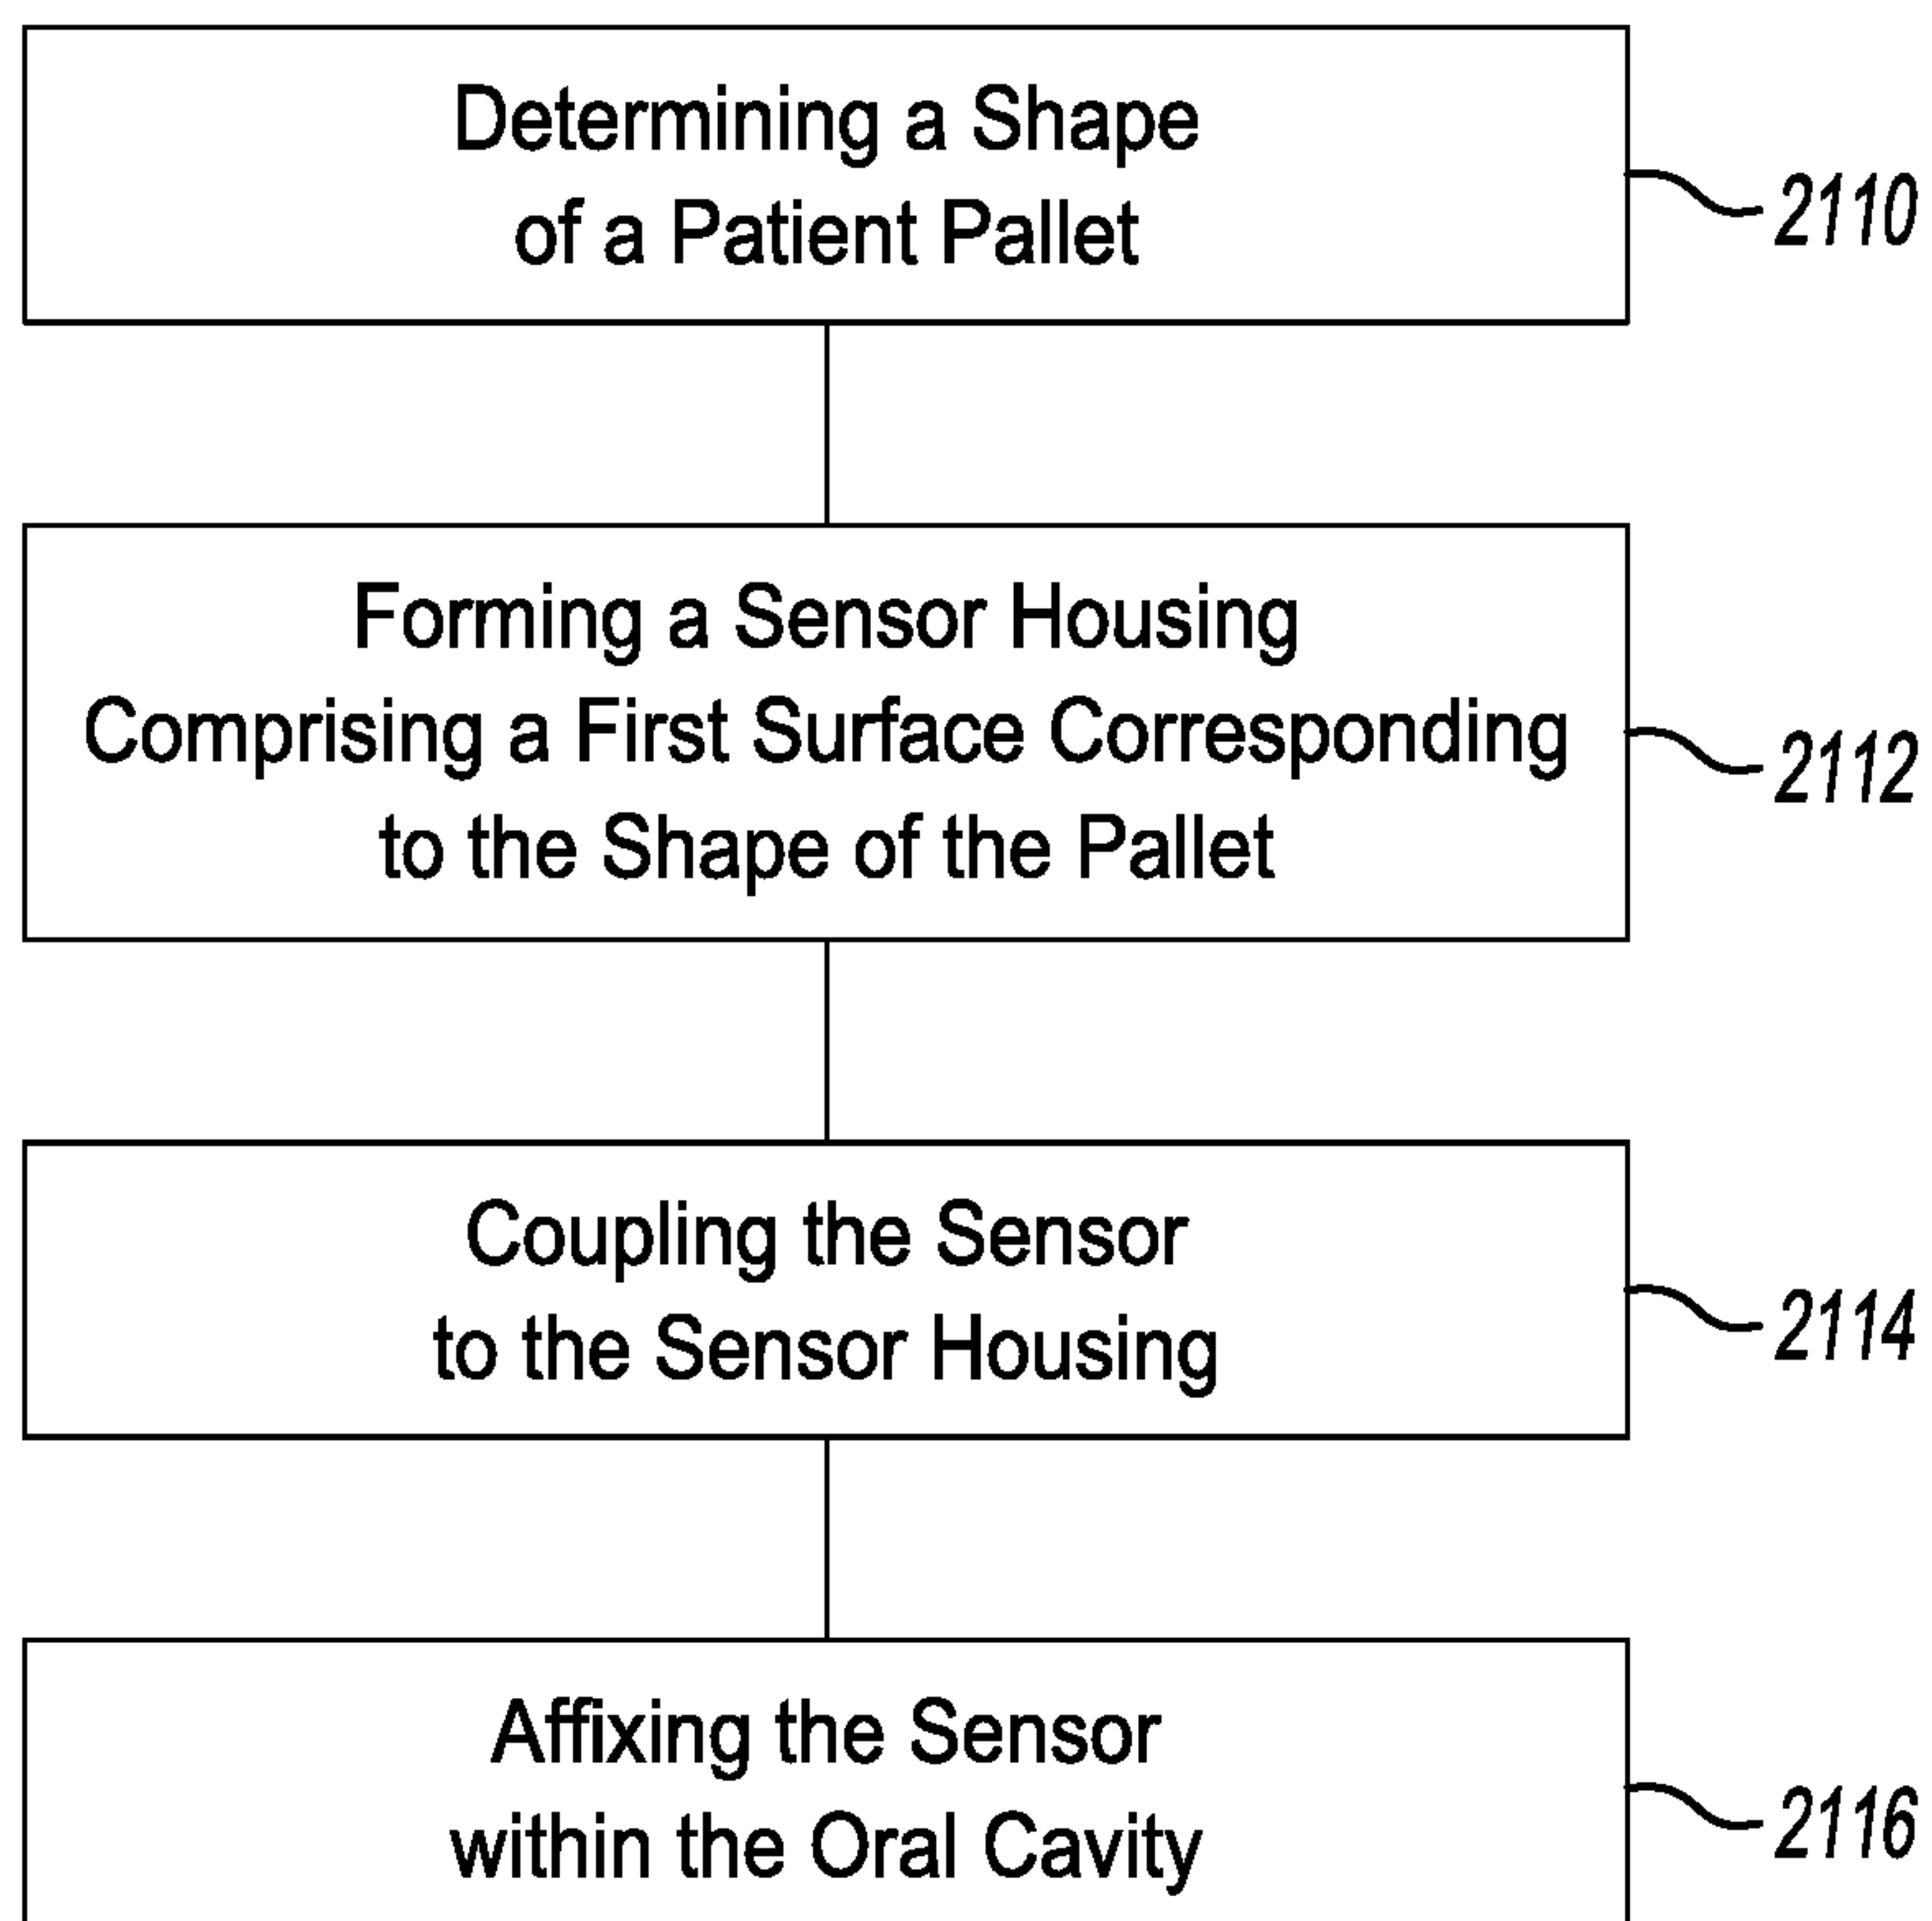 Determining a Shape
of a Patient Pallet
2110
Forming a Sensor Housing
Comprising a First Surface Corresponding
to the Shape of the Pallet
2112
Coupling the Sensor
to the Sensor Housing
2114
Affixing the Sensor
within the Oral Cavity
2116